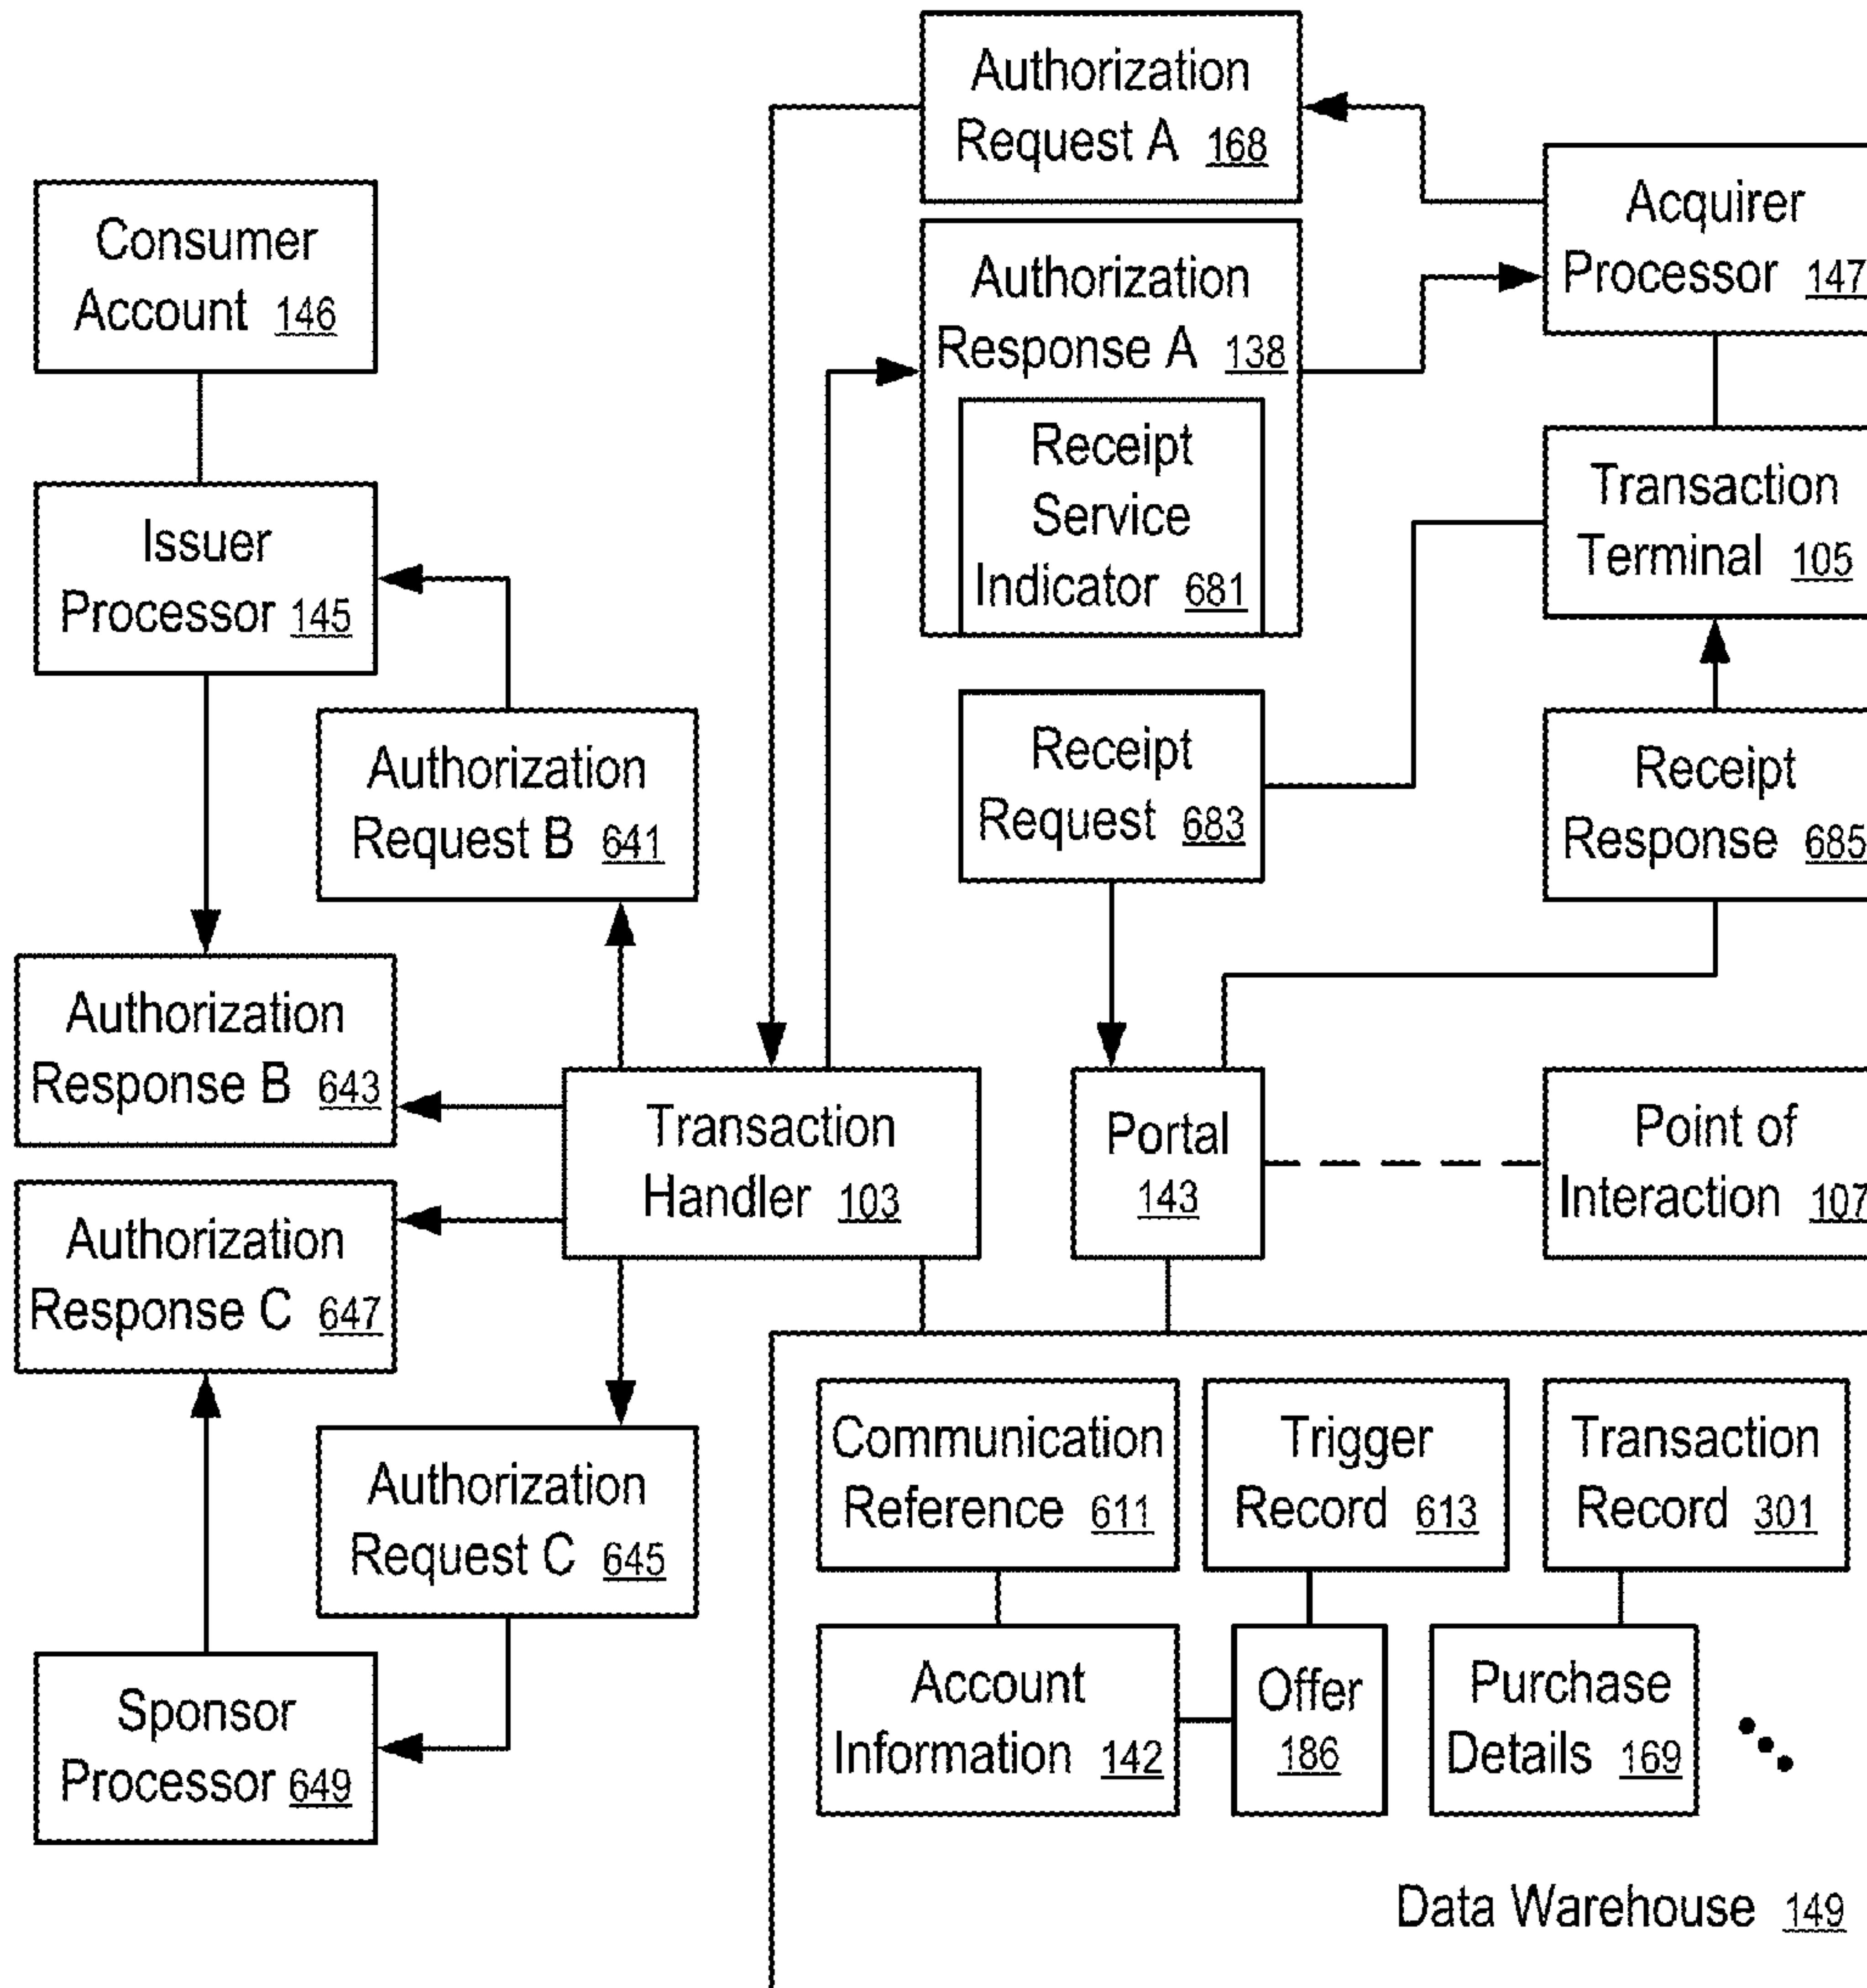 Authorization
Request A 168
Acquirer
Processor 147
Consumer
Account 146
Authorization
Response A 138
Receipt
Service
Indicator 681
Transaction
Terminal 105
Issuer
Processor 145
Authorization
Request B 641
Receipt
Request 683
Receipt
Response 685
Authorization
Response B 643
Transaction
Handler 103
Portal
143
Point of
Interaction 107
Authorization
Response C 647
Authorization
Request C 645
Sponsor
Processor 649
Communication
Reference 611
Trigger
Record 613
Transaction
Record 301
Account
Information 142
Offer
186
Purchase
Details 169
Data Warehouse 149